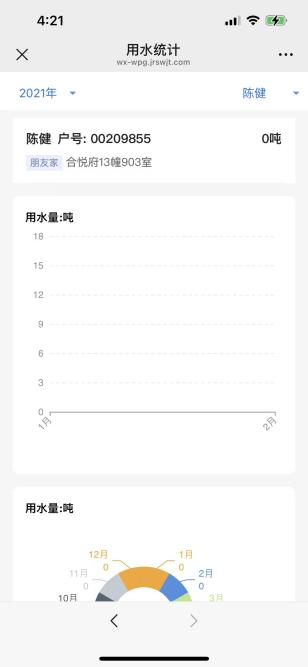 4:21
用水统计
wx-wpg.jrswjt.com
2021年
陈健
陈健 户号: 00209855 0吨
朋友家 合悦府13幢903室
用水量:吨
18
15
12
9
6
3
0
1月
2月
用水量:吨
12月
0
1月
0
11月
0
2月
0
10月
3月